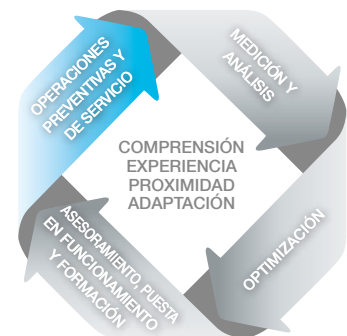 OPERACIONES
PREVENTIVAS Y
DE SERVICIO
MEDICIÓN Y
ANÁLISIS
COMPRENSIÓN
EXPERIENCIA
PROXIMIDAD
ADAPTACIÓN
OPTIMIZACIÓN
ASESORAMIENTO, PUESTA
EN FUNCIONAMIENTO
Y FORMACIÓN